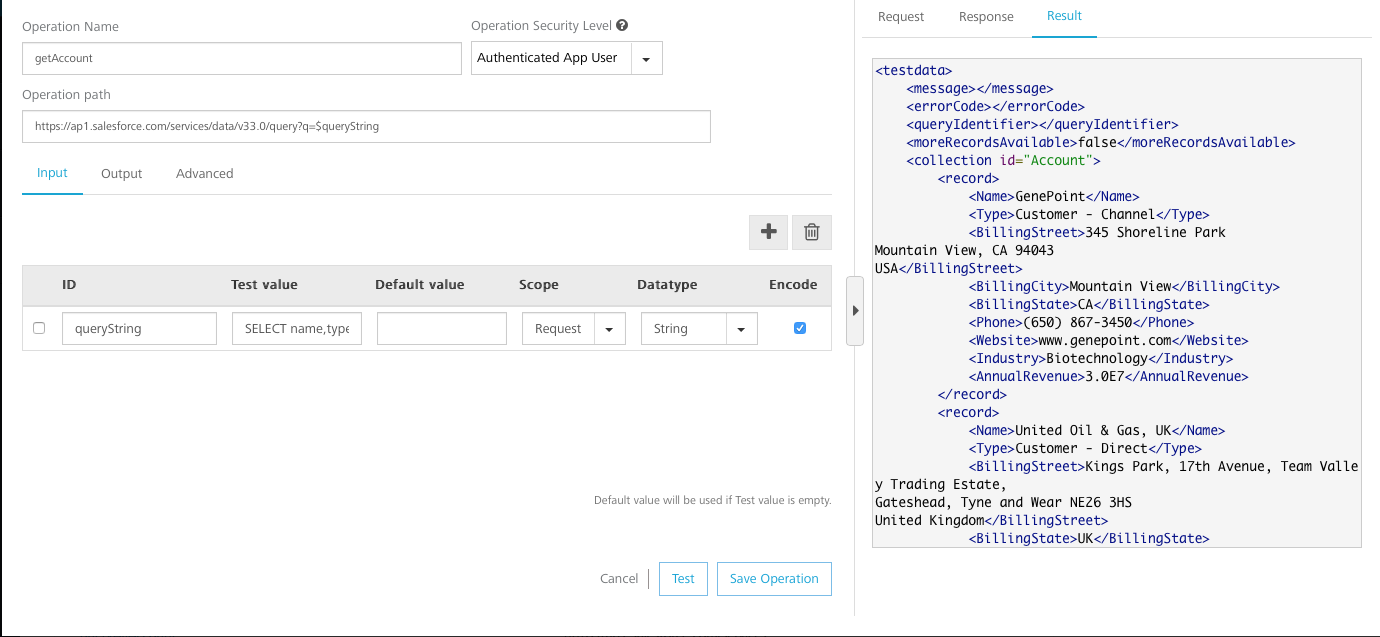 Operation Name
Operation Security Level ?
getAccount
Authenticated App User
Operation path
https://ap1.salesforce.com/services/data/v33.0/query?q=$queryString
Input Output Advanced
ID Test value Default value Scope Datatype Encode
queryString SELECT name,type Request String
Default value will be used if Test value is empty.
Cancel Test Save Operation
Request Response Result
<testdata>
    <message></message>
    <errorCode></errorCode>
    <queryIdentifier></queryIdentifier>
    <moreRecordsAvailable>false</moreRecordsAvailable>
    <collection id="Account">
        <record>
            <Name>GenePoint</Name>
            <Type>Customer - Channel</Type>
            <BillingStreet>345 Shoreline Park
Mountain View, CA 94043
USA</BillingStreet>
            <BillingCity>Mountain View</BillingCity>
            <BillingState>CA</BillingState>
            <Phone>(650) 867-3450</Phone>
            <Website>www.genepoint.com</Website>
            <Industry>Biotechnology</Industry>
            <AnnualRevenue>3.0E7</AnnualRevenue>
        </record>
        <record>
            <Name>United Oil & Gas, UK</Name>
            <Type>Customer - Direct</Type>
            <BillingStreet>Kings Park, 17th Avenue, Team Valle
y Trading Estate,
Gateshead, Tyne and Wear NE26 3HS
United Kingdom</BillingStreet>
            <BillingState>UK</BillingState>